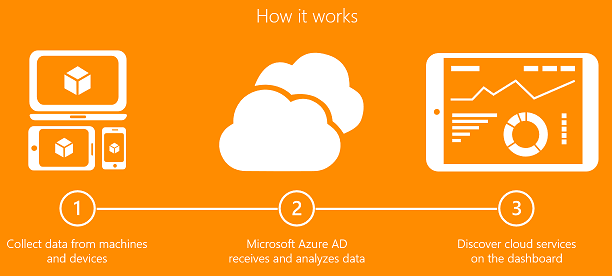 How it works
1
2
3
Collect data from machines
and devices
Microsoft Azure AD
receives and analyzes data
Discover cloud services
on the dashboard